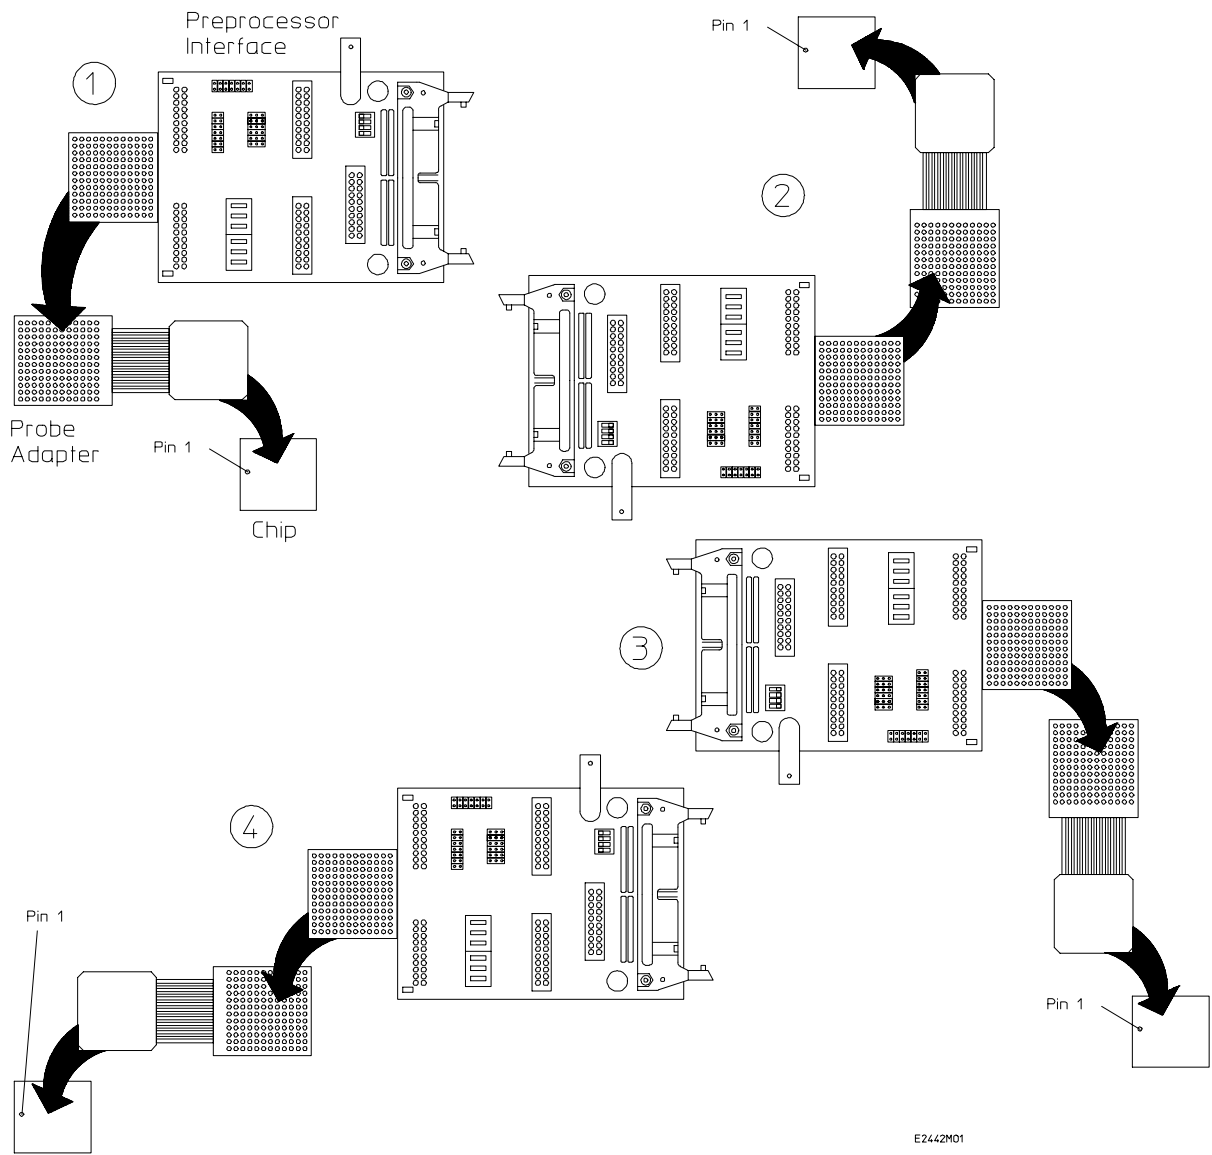 Preprocessor
Interface
1
Probe
Adapter
Pin 1
Chip
Pin 1
2
3
Pin 1
4
Pin 1
E2442M01